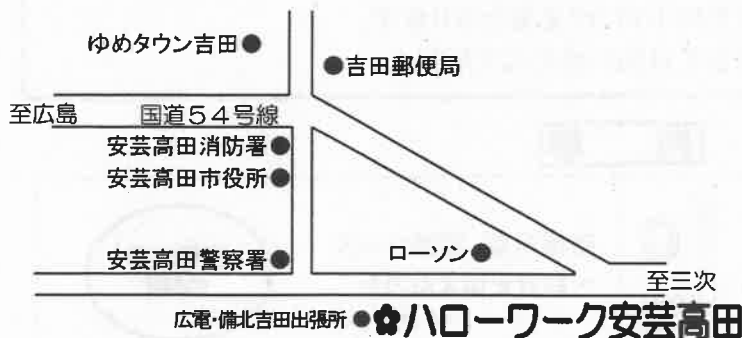 ゆめタウン吉田
吉田郵便局
至広島
国道54号線
安芸高田消防署
安芸高田市役所
安芸高田警察署
ローソン
至三次
広電・備北吉田出張所
ハローワーク安芸高田